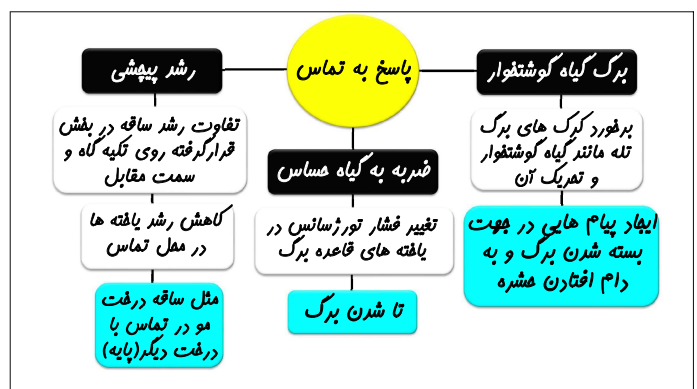 پاسخ به تماس
برگ گیاه گوشتخوار
برخورد کرک های برگ
تله مانند گیاه گوشتخوار
و تحریک آن
ایجاد پیام هایی در جهت
بسته شدن برگ و به
دام افتادن حشره
ضربه به گیاه حساس
تغییر فشار تورژسانس در
یاخته های قاعده برگ
تا شدن برگ
رشد پیچشی
تفاوت رشد ساقه در بخش
قرارگرفته روی تکیه گاه و
سمت مقابل
کاهش رشد یاخته ها
در محل تماس
مثل ساقه درخت
مو در تماس با
درخت دیگر(پایه)